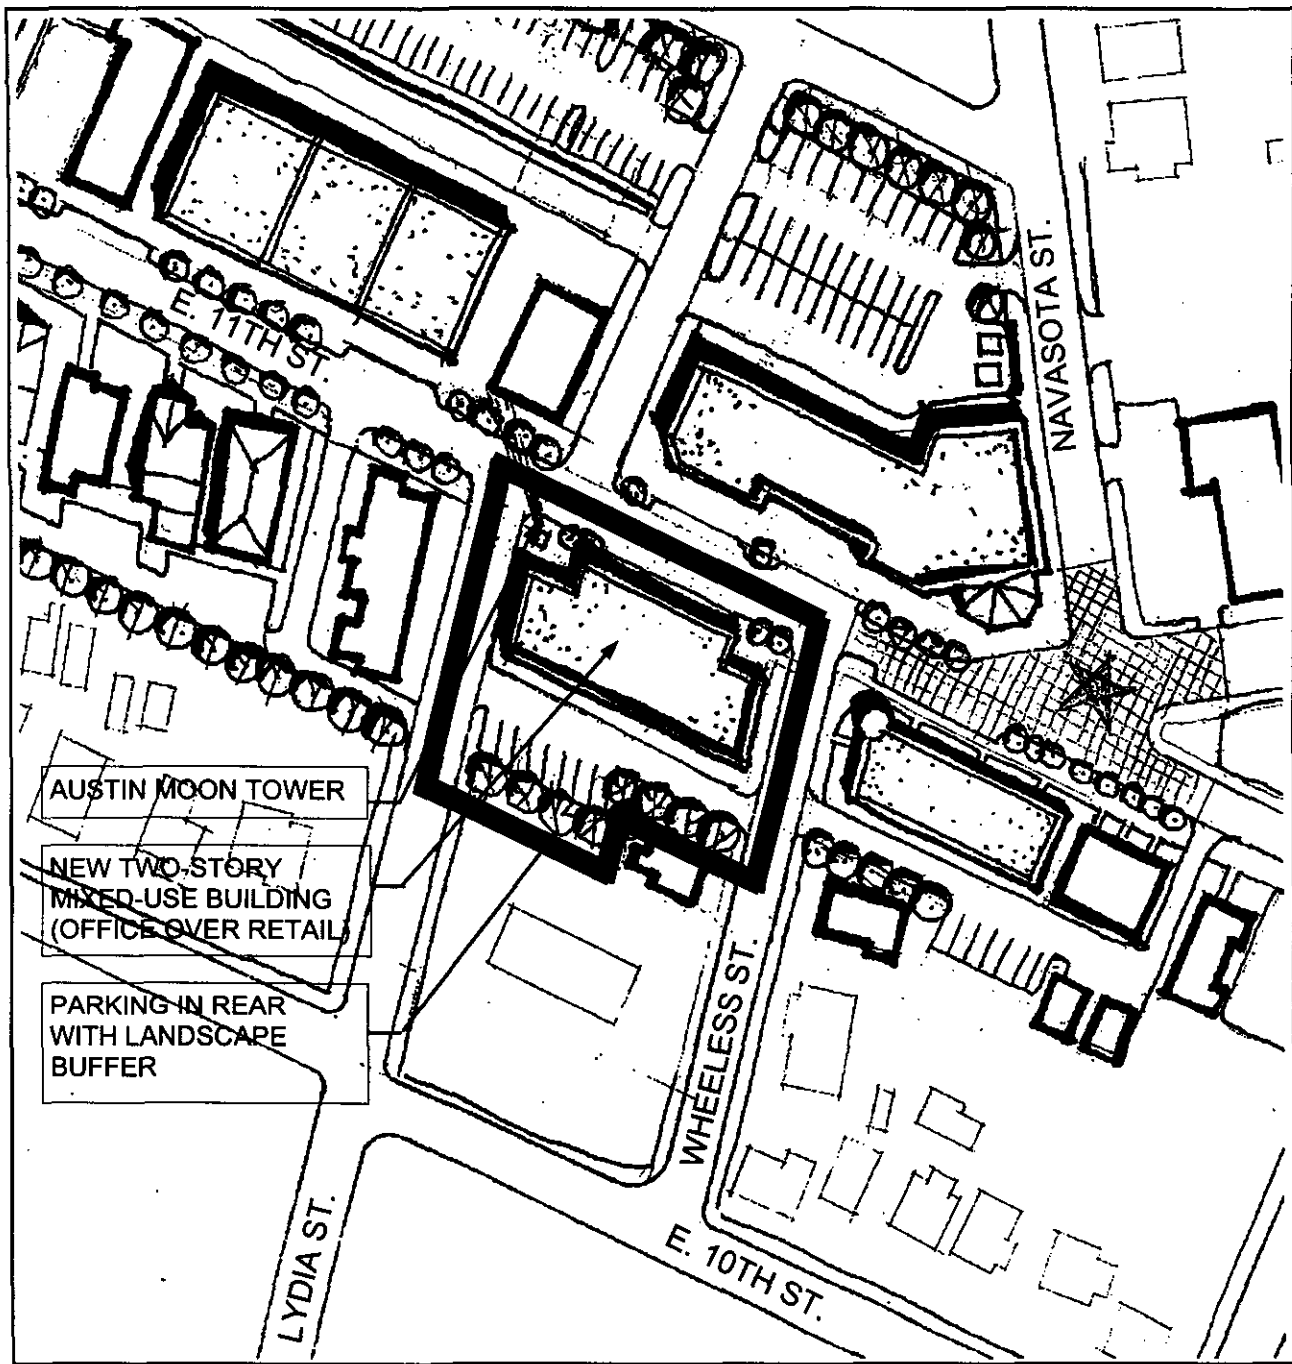 E. 11TH ST.
NAVASOTA ST.
AUSTIN MOON TOWER
NEW TWO-STORY
MIXED-USE BUILDING
(OFFICE OVER RETAIL)
PARKING IN REAR
WITH LANDSCAPE
BUFFER
WHEELESS ST.
LYDIA ST.
E. 10TH ST.